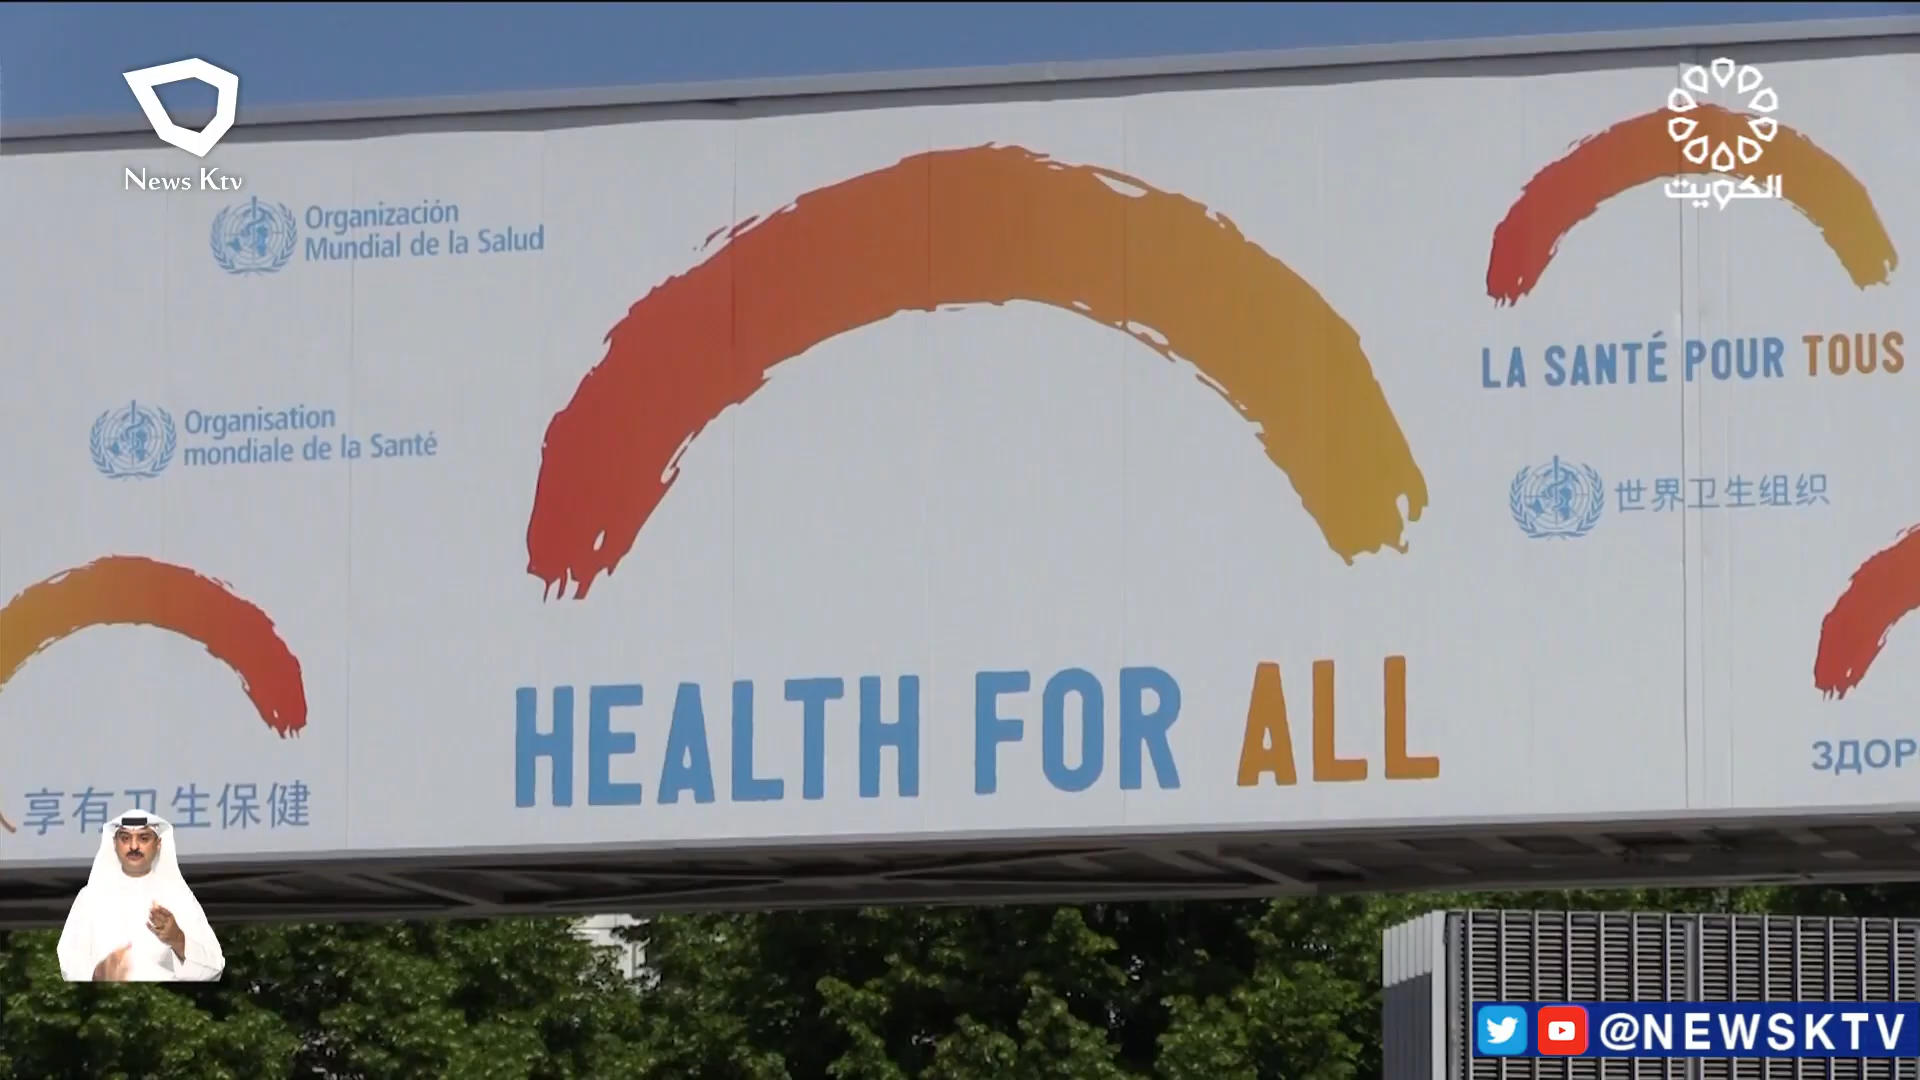 News Ktv
الكويت
Organización
Mundial de la Salud
LA SANTÉ POUR TOUS
Organisation
mondiale de la Santé
世界卫生组织
HEALTH FOR ALL
ЗДОР
享有卫生保健
@NEWSKTV